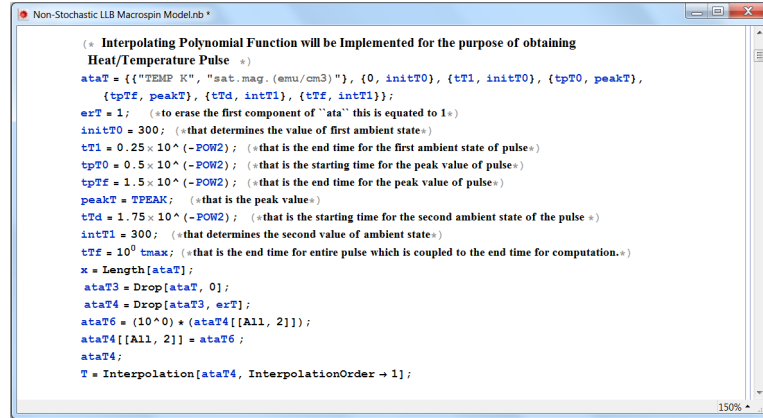 Non-Stochastic LLB Macrospin Model.nb *
(* Interpolating Polynomial Function will be Implemented for the purpose of obtaining
Heat/Temperature Pulse *)
ataT = {{"TEMP K", "sat.mag.(emu/cm3)"}, {0, initT0}, {tT1, initT0}, {tpT0, peakT},
{tpTf, peakT}, {tTd, intT1}, {tTf, intT1}};
erT = 1; (*to erase the first component of ``ata`` this is equated to 1*)
initT0 = 300; (*that determines the value of first ambient state*)
tT1 = 0.25 × 10^(-POW2); (*that is the end time for the first ambient state of pulse*)
tpT0 = 0.5 × 10^(-POW2); (*that is the starting time for the peak value of pulse*)
tpTf = 1.5 × 10^(-POW2); (*that is the end time for the peak value of pulse*)
peakT = TPEAK; (*that is the peak value*)
tTd = 1.75 × 10^(-POW2); (*that is the starting time for the second ambient state of the pulse *)
intT1 = 300; (*that determines the second value of ambient state*)
tTf = 10⁰ tmax; (*that is the end time for entire pulse which is coupled to the end time for computation.*)
x = Length[ataT];
ataT3 = Drop[ataT, 0];
ataT4 = Drop[ataT3, erT];
ataT6 = (10^0) * (ataT4[[All, 2]]);
ataT4[[All, 2]] = ataT6 ;
ataT4;
T = Interpolation[ataT4, InterpolationOrder → 1];
150%